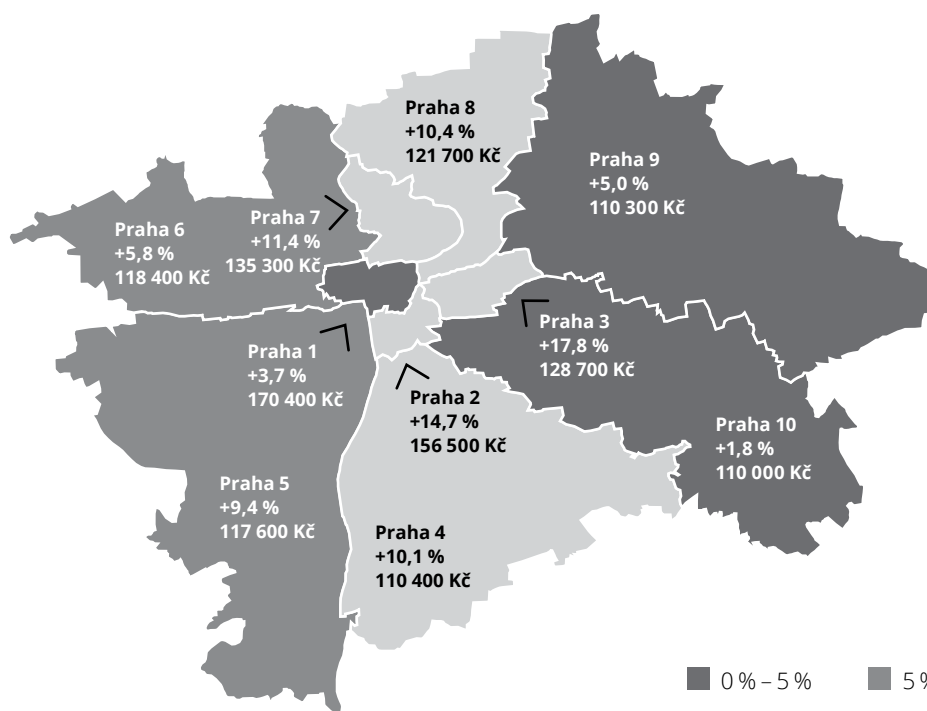 Praha 8
+10,4 %
121 700 Kč
Praha 9
+5,0 %
110 300 Kč
Praha 7
+11,4 %
135 300 Kč
Praha 6
+5,8 %
118 400 Kč
Praha 3
+17,8 %
128 700 Kč
Praha 1
+3,7 %
170 400 Kč
Praha 2
+14,7 %
156 500 Kč
Praha 10
+1,8 %
110 000 Kč
Praha 5
+9,4 %
117 600 Kč
Praha 4
+10,1 %
110 400 Kč
0 % – 5 %
5 %